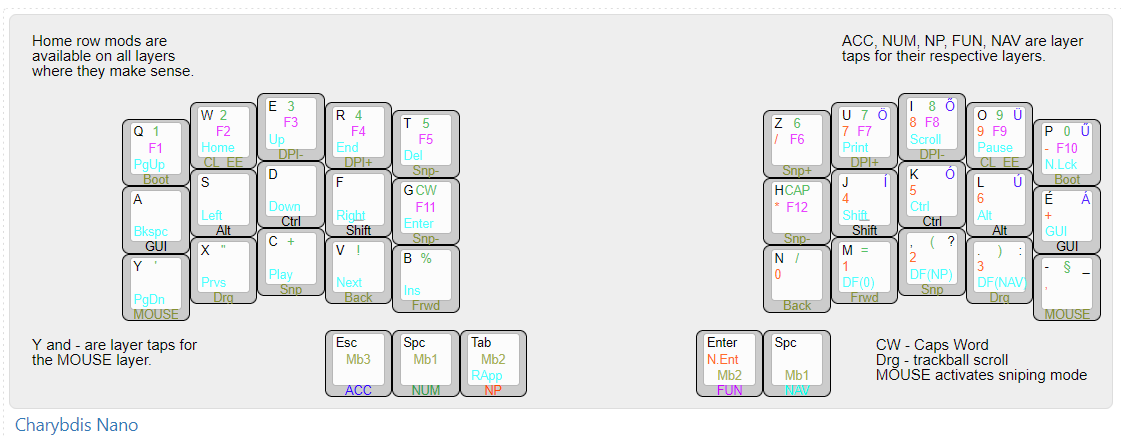 Home row mods are
available on all layers
where they make sense.
ACC, NUM, NP, FUN, NAV are layer
taps for their respective layers.
Q 1
F1
PgUp
Boot
W 2
F2
Home
CL_EE
E 3
F3
Up
DPI-
R 4
F4
End
DPI+
T 5
F5
Del
Snp-
Z 6
/ F6
Snp+
U 7 Ö
7 F7
Print
DPI+
I 8 Ő
8 F8
Scroll
DPI-
O 9 Ü
9 F9
Pause
CL_EE
P 0 Ű
- F10
N.Lck
Boot
A
Bkspc
GUI
S
Left
Alt
D
Down
Ctrl
F
Right
Shift
G CW
F11
Enter
Snp-
H CAP
* F12
Snp-
J Í
4
Shift
Shift
K Ó
5
Ctrl
Ctrl
L Ú
6
Alt
Alt
É Á
+
GUI
GUI
Y '
PgDn
MOUSE
X "
Prvs
Drg
C +
Play
Snp
V !
Next
Back
B %
Ins
Frwd
N /
0
Back
M =
1
DF(0)
Frwd
, ( ?
2
DF(NP)
Snp
. ) :
3
DF(NAV)
Drg
- § _
,
MOUSE
Y and - are layer taps for
the MOUSE layer.
Esc
Mb3
ACC
Spc
Mb1
NUM
Tab
Mb2
RApp
NP
Enter
N.Ent
Mb2
FUN
Spc
Mb1
NAV
CW - Caps Word
Drg - trackball scroll
MOUSE activates sniping mode
Charybdis Nano